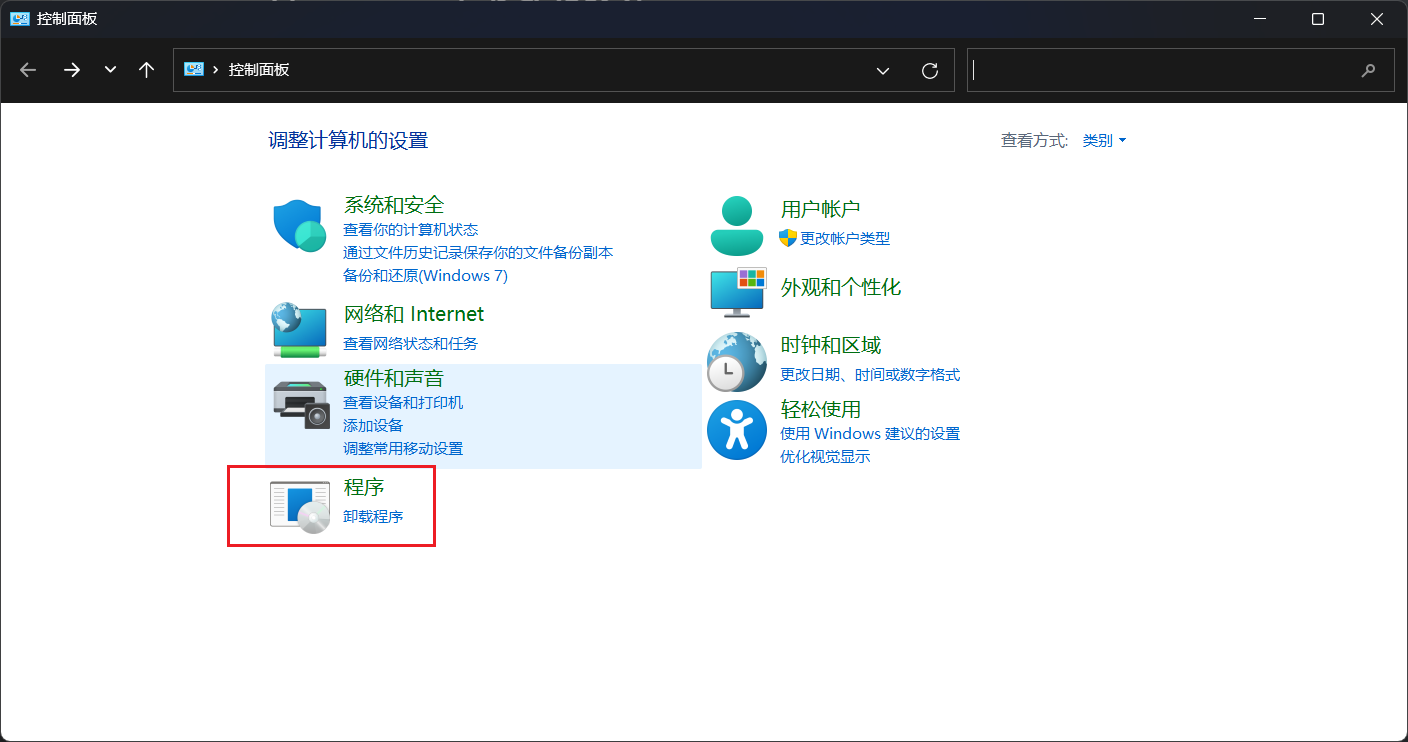 控制面板
控制面板
调整计算机的设置
查看方式: 类别
系统和安全
查看你的计算机状态
通过文件历史记录保存你的文件备份副本
备份和还原(Windows 7)
网络和 Internet
查看网络状态和任务
硬件和声音
查看设备和打印机
添加设备
调整常用移动设置
程序
卸载程序
用户帐户
更改帐户类型
外观和个性化
时钟和区域
更改日期、时间或数字格式
轻松使用
使用 Windows 建议的设置
优化视觉显示